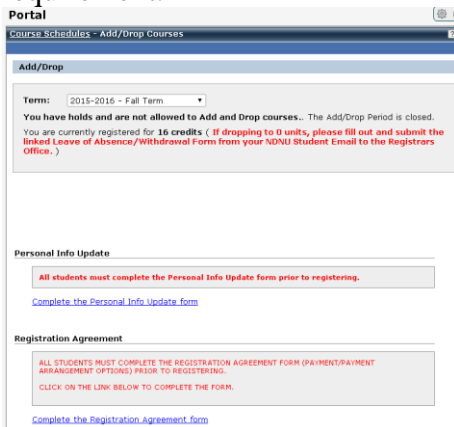 Portal
Course Schedules - Add/Drop Courses
Add/Drop
Term: 2015-2016 - Fall Term
You have holds and are not allowed to Add and Drop courses.. The Add/Drop Period is closed.
You are currently registered for 16 credits ( If dropping to 0 units, please fill out and submit the
linked Leave of Absence/Withdrawal Form from your NDNU Student Email to the Registrars
Office. )
Personal Info Update
All students must complete the Personal Info Update form prior to registering.
Complete the Personal Info Update form
Registration Agreement
ALL STUDENTS MUST COMPLETE THE REGISTRATION AGREEMENT FORM (PAYMENT/PAYMENT
ARRANGEMENT OPTIONS) PRIOR TO REGISTERING.
CLICK ON THE LINK BELOW TO COMPLETE THE FORM.
Complete the Registration Agreement form